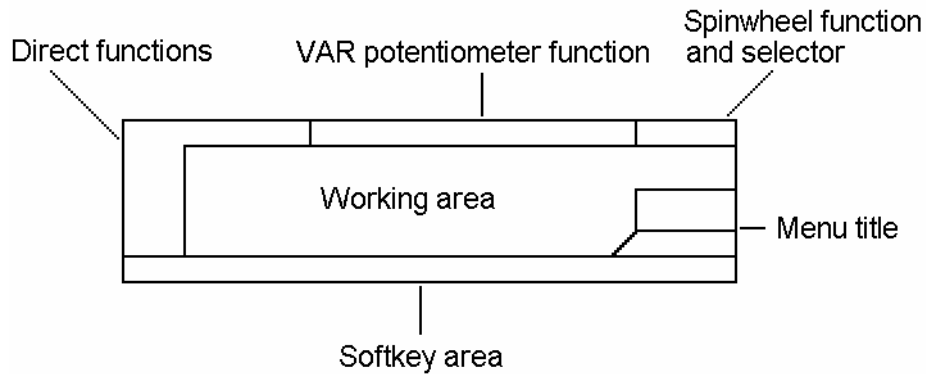 Spinwheel function
and selector
Direct functions
VAR potentiometer function
Working area
Menu title
Softkey area